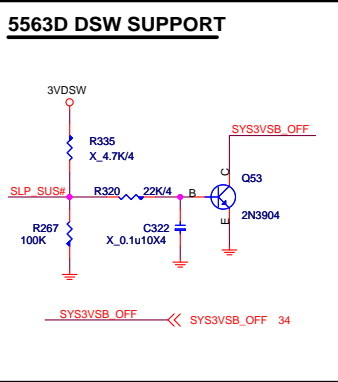 5563D DSW SUPPORT
3VDSW
R335
X_4.7K/4
SYS3VSB_OFF
C
Q53
SLP_SUS#
R320
22K/4
B
2N3904
E
R267
100K
C322
X_0.1u10X4
SYS3VSB_OFF
SYS3VSB_OFF 34